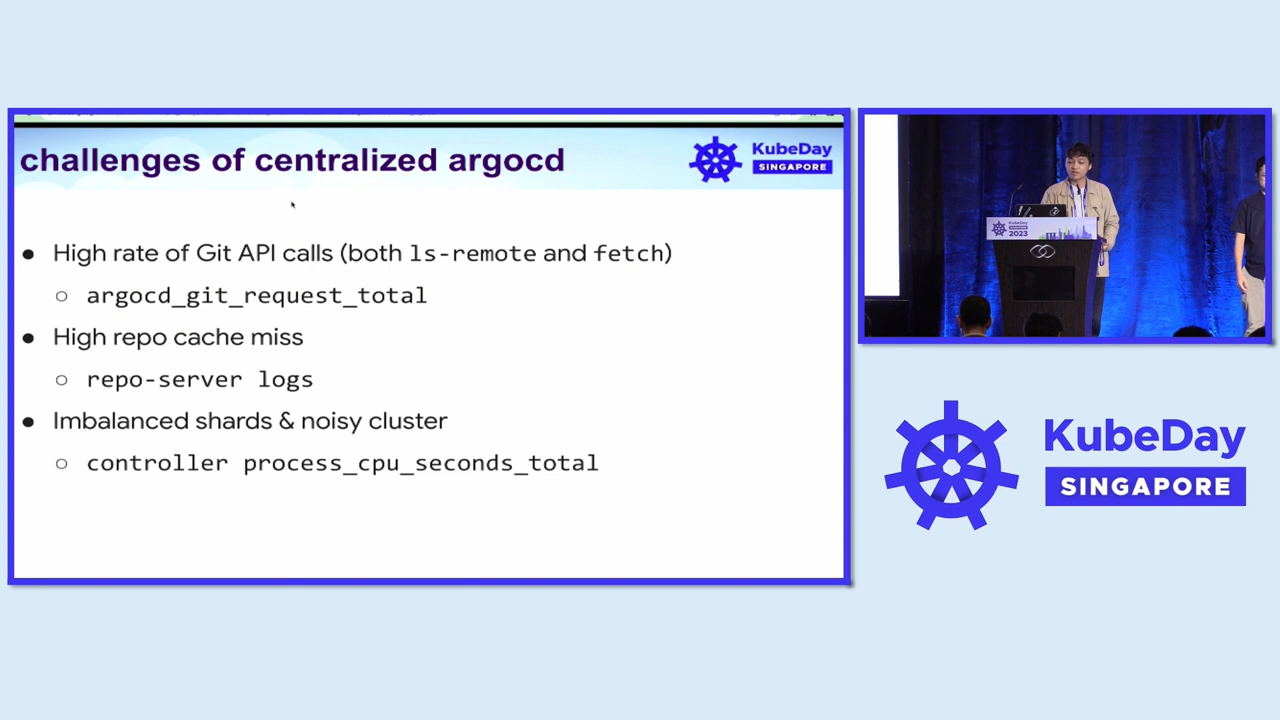 challenges of centralized argocd
KubeDay
SINGAPORE
● High rate of Git API calls (both ls-remote and fetch)
○ argocd_git_request_total
● High repo cache miss
○ repo-server logs
● Imbalanced shards & noisy cluster
○ controller process_cpu_seconds_total
2023
KubeDay
SINGAPORE